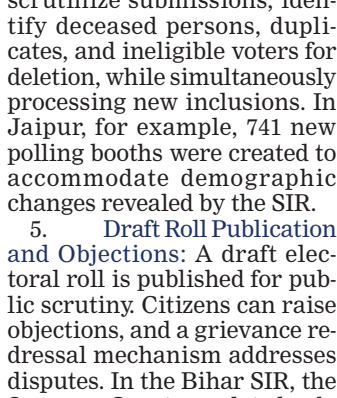 scrutinize submissions, iden-
tify deceased persons, dupli-
cates, and ineligible voters for
deletion, while simultaneously
processing new inclusions. In
Jaipur, for example, 741 new
polling booths were created to
accommodate demographic
changes revealed by the SIR.
5. Draft Roll Publication
and Objections: A draft elec-
toral roll is published for pub-
lic scrutiny. Citizens can raise
objections, and a grievance re-
dressal mechanism addresses
disputes. In the Bihar SIR, the